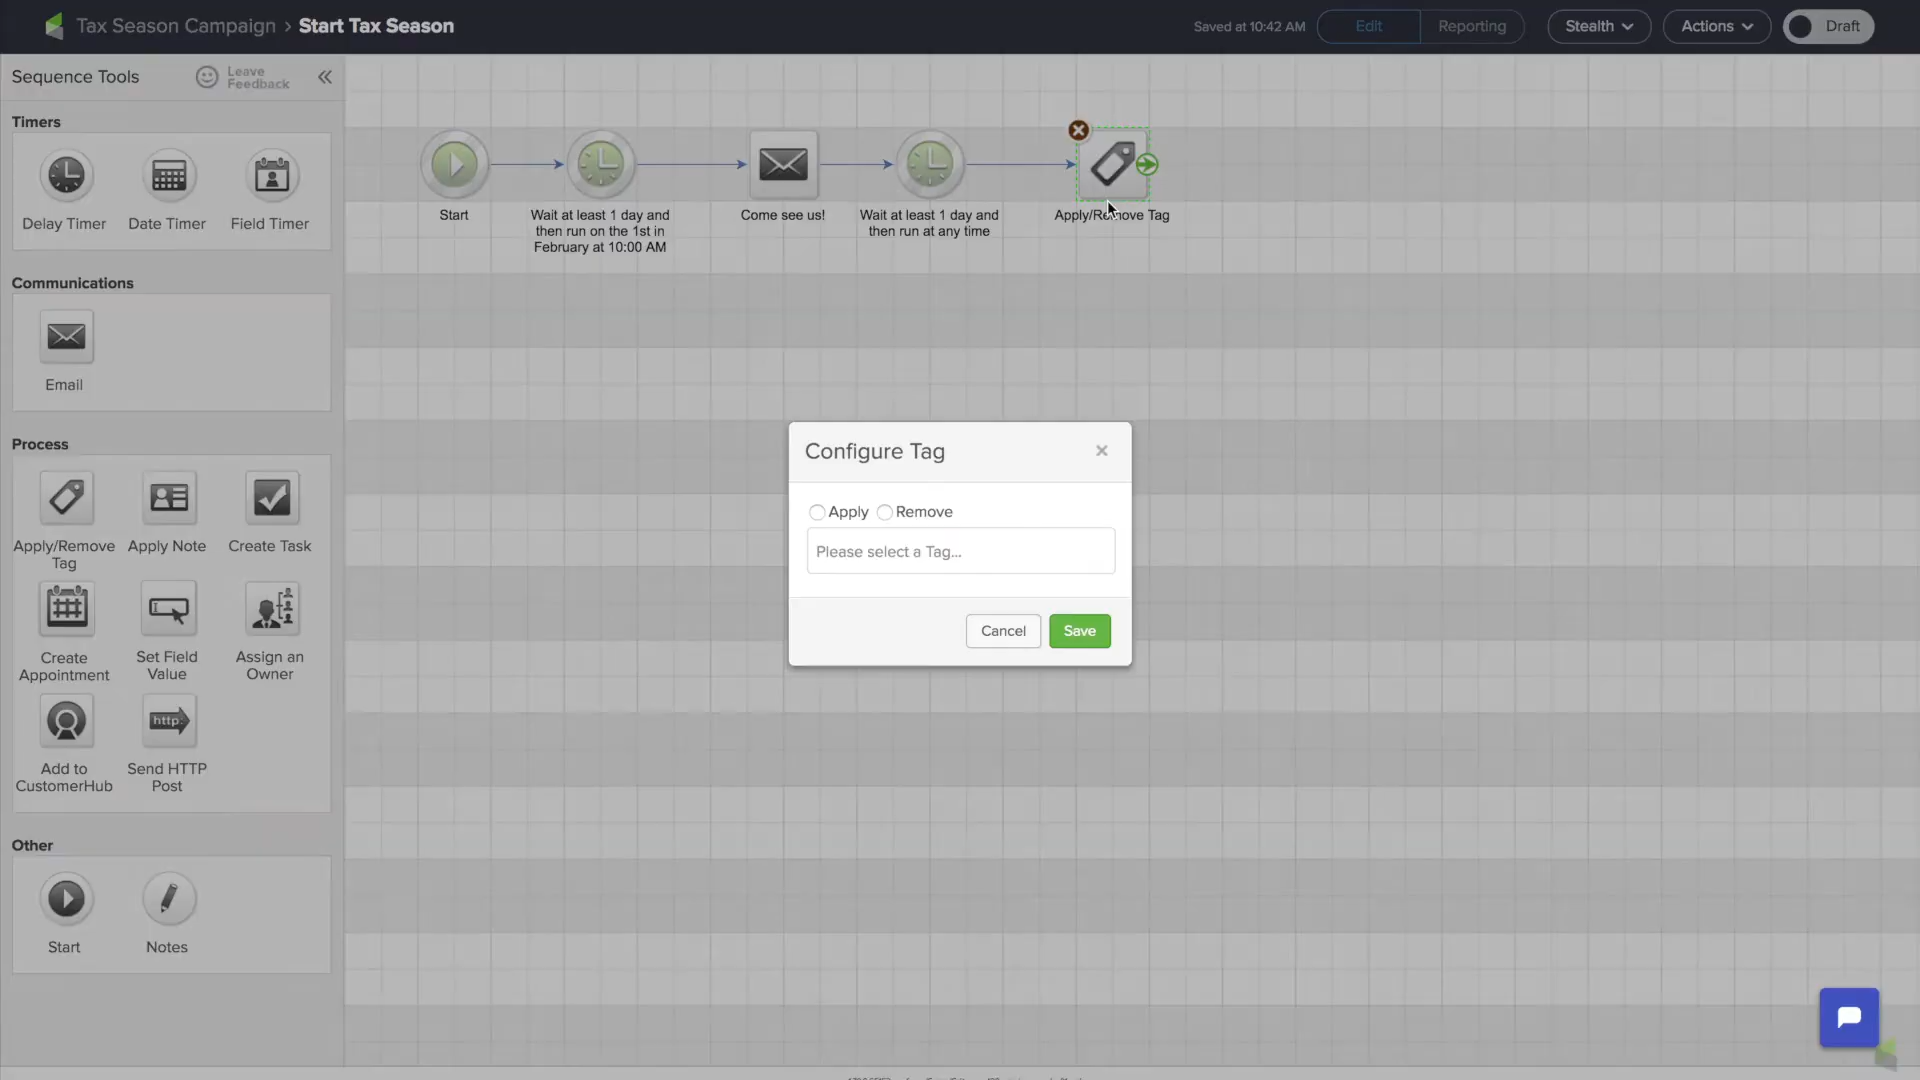 Tax Season Campaign › Start Tax Season
Saved at 10:42 AM
Edit
Reporting
Stealth
Actions
Draft
Sequence Tools
Leave
Feedback
Timers
Delay Timer
Date Timer
Field Timer
Communications
Email
Process
Apply/Remove
Tag
Apply Note
Create Task
Create
Appointment
Set Field
Value
Assign an
Owner
http:
Add to
CustomerHub
Send HTTP
Post
Other
Start
Notes
Start
Wait at least 1 day and
then run on the 1st in
February at 10:00 AM
Come see us!
Wait at least 1 day and
then run at any time
Apply/Remove Tag
Configure Tag
Apply
Remove
Please select a Tag...
Cancel
Save